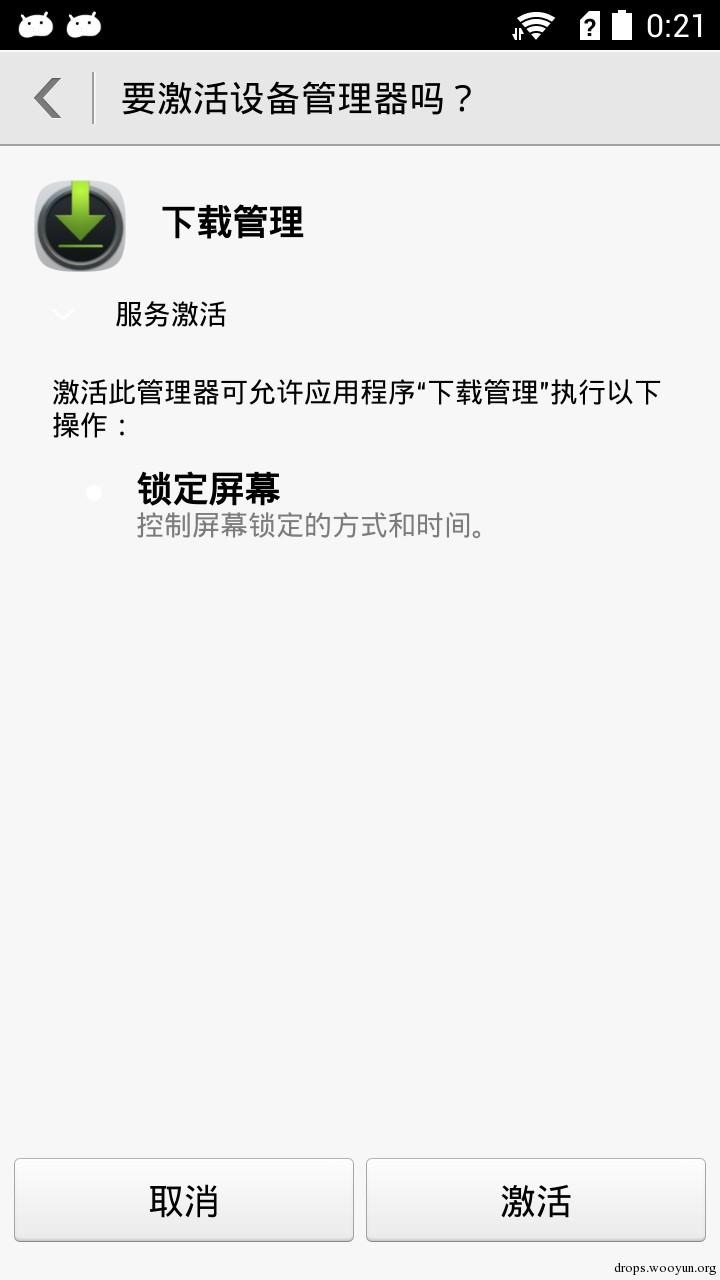 0:21
要激活设备管理器吗？
下载管理
服务激活
激活此管理器可允许应用程序“下载管理”执行以下
操作：
锁定屏幕
控制屏幕锁定的方式和时间。
取消
激活
drops.wooyun.org